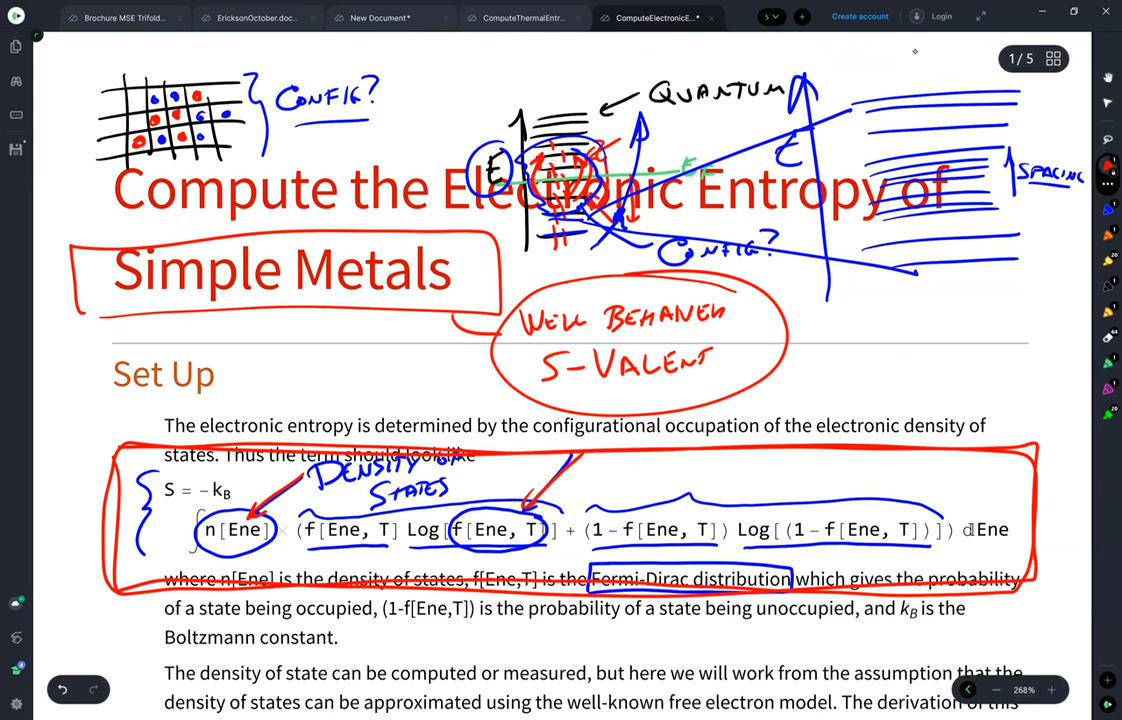 Brochure MSE Trifold...
EricksonOctober.doc...
New Document*
ComputeThermalEntr...
ComputeElectronicE...*
5
Create account
Login
1/5
CONFIG?
QUANTUM
E
EF
E
SPACING
Compute the Electronic Entropy of
CONFIG?
Simple Metals
WELL BEHAVED
S-VALENT
Set Up
The electronic entropy is determined by the configurational occupation of the electronic density of
states. Thus the term should look like
DENSITY OF
STATES
S = -kB
∫ n[Ene] × (f[Ene, T] Log[f[Ene, T]] + (1 - f[Ene, T]) Log[(1 - f[Ene, T])]) dEne
where n[Ene] is the density of states, f[Ene,T] is the Fermi-Dirac distribution which gives the probability
of a state being occupied, (1-f[Ene,T]) is the probability of a state being unoccupied, and kB is the
Boltzmann constant.
The density of state can be computed or measured, but here we will work from the assumption that the
density of states can be approximated using the well-known free electron model. The derivation of this
268%